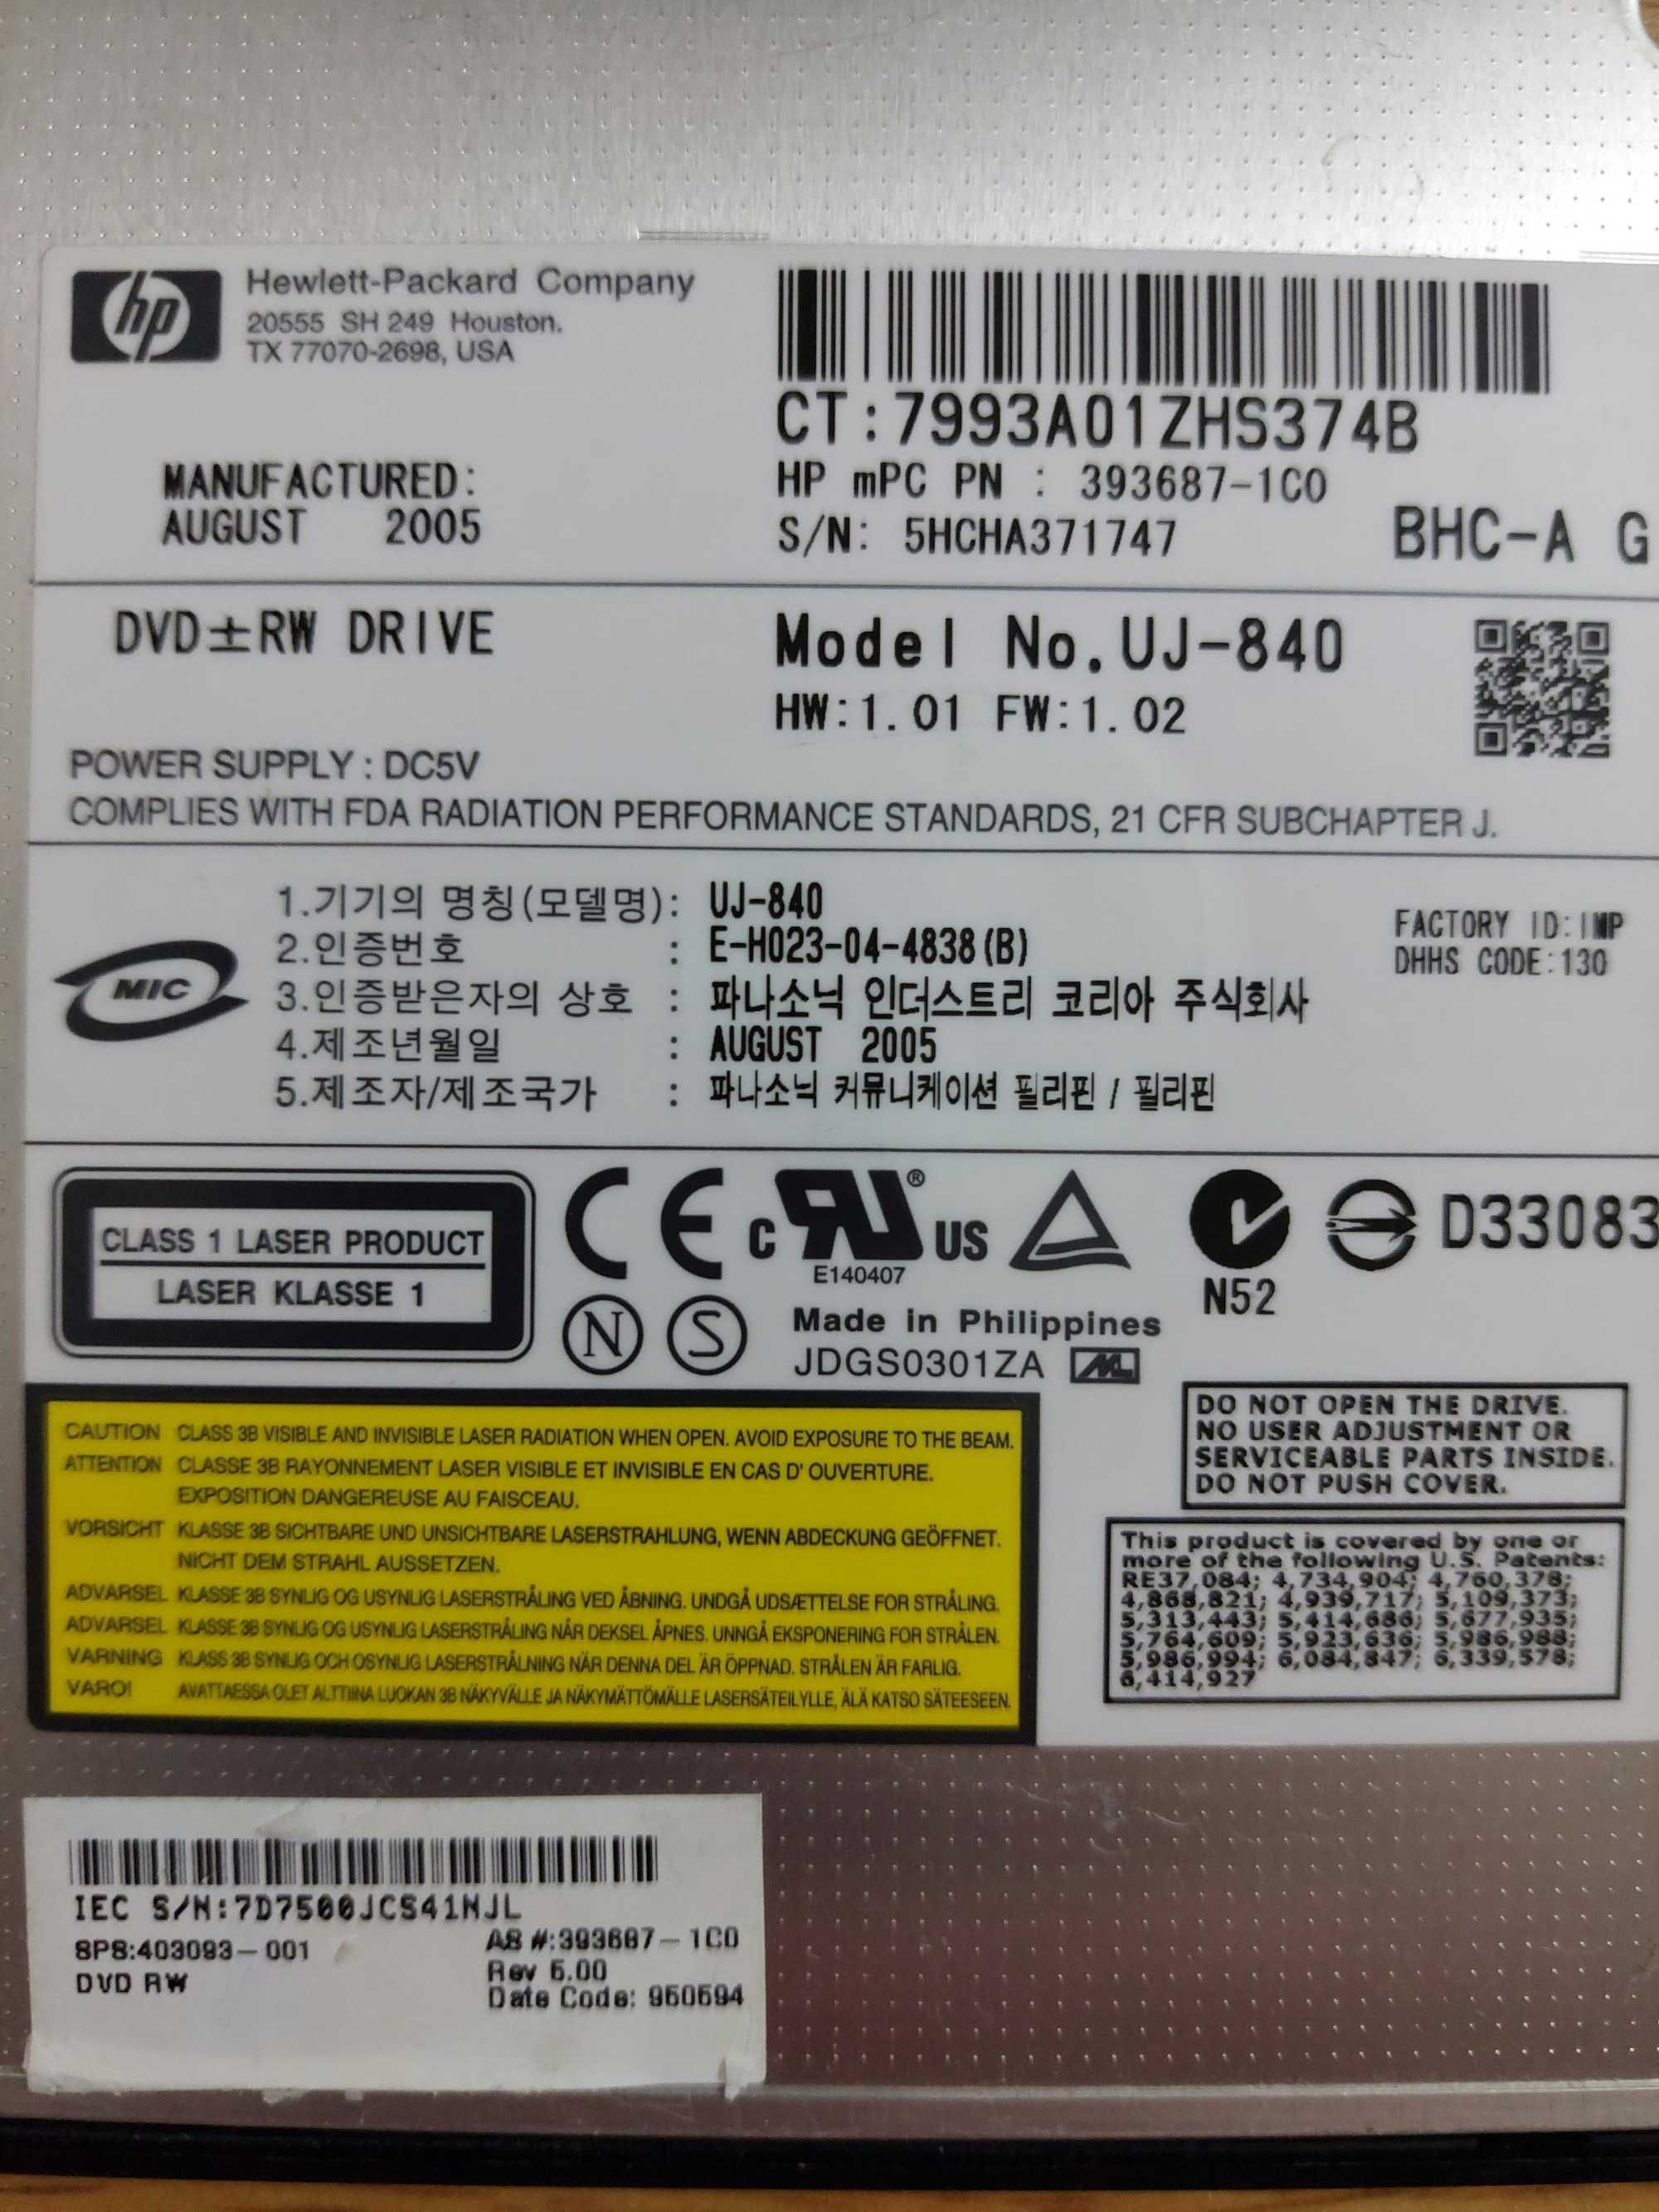 hp
Hewlett-Packard Company
20555 SH 249 Houston.
TX 77070-2698, USA
CT:7993A01ZHS374B
MANUFACTURED:
AUGUST 2005
HP mPC PN : 393687-1C0
S/N: 5HCHA371747
BHC-A G
DVD±RW DRIVE
Model No.UJ-840
HW:1.01 FW:1.02
POWER SUPPLY : DC5V
COMPLIES WITH FDA RADIATION PERFORMANCE STANDARDS, 21 CFR SUBCHAPTER J.
MIC
1.기기의 명칭(모델명): UJ-840
2.인증번호 : E-H023-04-4838(B)
3.인증받은자의 상호 : 파나소닉 인더스트리 코리아 주식회사
4.제조년월일 : AUGUST 2005
5.제조자/제조국가 : 파나소닉 커뮤니케이션 필리핀 / 필리핀
FACTORY ID:IMP
DHHS CODE:130
CLASS 1 LASER PRODUCT
LASER KLASSE 1
CE
c RU® US
E140407
N52
D33083
N S
Made in Philippines
JDGS0301ZA
CAUTION CLASS 3B VISIBLE AND INVISIBLE LASER RADIATION WHEN OPEN. AVOID EXPOSURE TO THE BEAM.
ATTENTION CLASSE 3B RAYONNEMENT LASER VISIBLE ET INVISIBLE EN CAS D' OUVERTURE.
EXPOSITION DANGEREUSE AU FAISCEAU.
VORSICHT KLASSE 3B SICHTBARE UND UNSICHTBARE LASERSTRAHLUNG, WENN ABDECKUNG GEÖFFNET.
NICHT DEM STRAHL AUSSETZEN.
ADVARSEL KLASSE 3B SYNLIG OG USYNLIG LASERSTRÅLING VED ÅBNING. UNDGÅ UDSÆTTELSE FOR STRÅLING.
ADVARSEL KLASSE 3B SYNLIG OG USYNLIG LASERSTRÅLING NÅR DEKSEL ÅPNES. UNNGÅ EKSPONERING FOR STRÅLEN.
VARNING KLASS 3B SYNLIG OCH OSYNLIG LASERSTRÅLNING NÄR DENNA DEL ÄR ÖPPNAD. STRÅLEN ÄR FARLIG.
VARO! AVATTAESSA OLET ALTTIINA LUOKAN 3B NÄKYVÄLLE JA NÄKYMÄTTÖMÄLLE LASERSÄTEILYLLE, ÄLÄ KATSO SÄTEESEEN.
DO NOT OPEN THE DRIVE.
NO USER ADJUSTMENT OR
SERVICEABLE PARTS INSIDE.
DO NOT PUSH COVER.
This product is covered by one or
more of the following U.S. Patents:
RE37,084; 4,734,904; 4,760,378;
4,868,821; 4,939,717; 5,109,373;
5,313,443; 5,414,686; 5,677,935;
5,764,609; 5,923,636; 5,986,988;
5,986,994; 6,084,847; 6,339,578;
6,414,927
IEC S/N:7D7500JCS41NJL
SPS:403093-001
DVD RW
AS #:393687-1C0
Rev 5.00
Date Code: